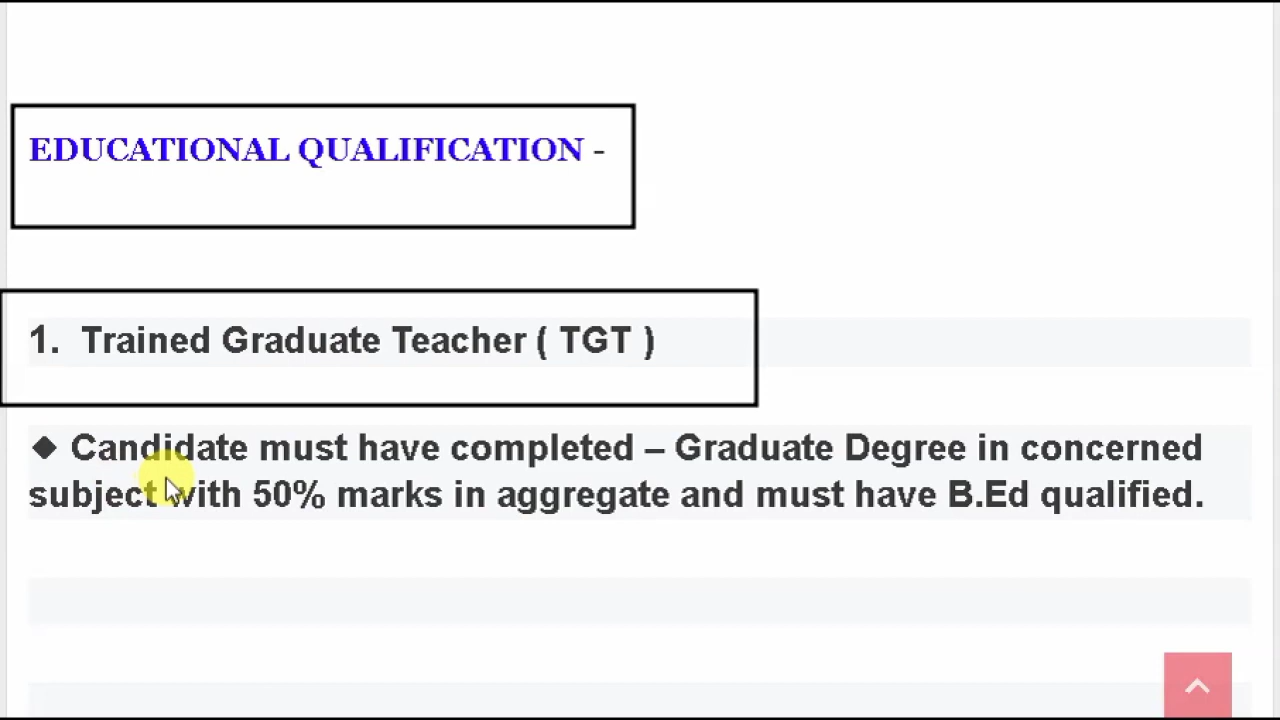 EDUCATIONAL QUALIFICATION -
1. Trained Graduate Teacher ( TGT )
◆ Candidate must have completed – Graduate Degree in concerned
subject with 50% marks in aggregate and must have B.Ed qualified.